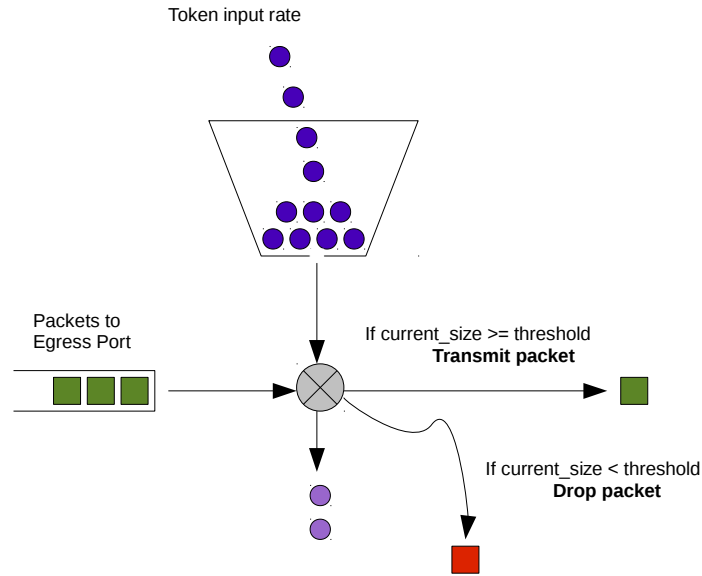 Token input rate
Packets to
Egress Port
If current_size >= threshold
Transmit packet
If current_size < threshold
Drop packet